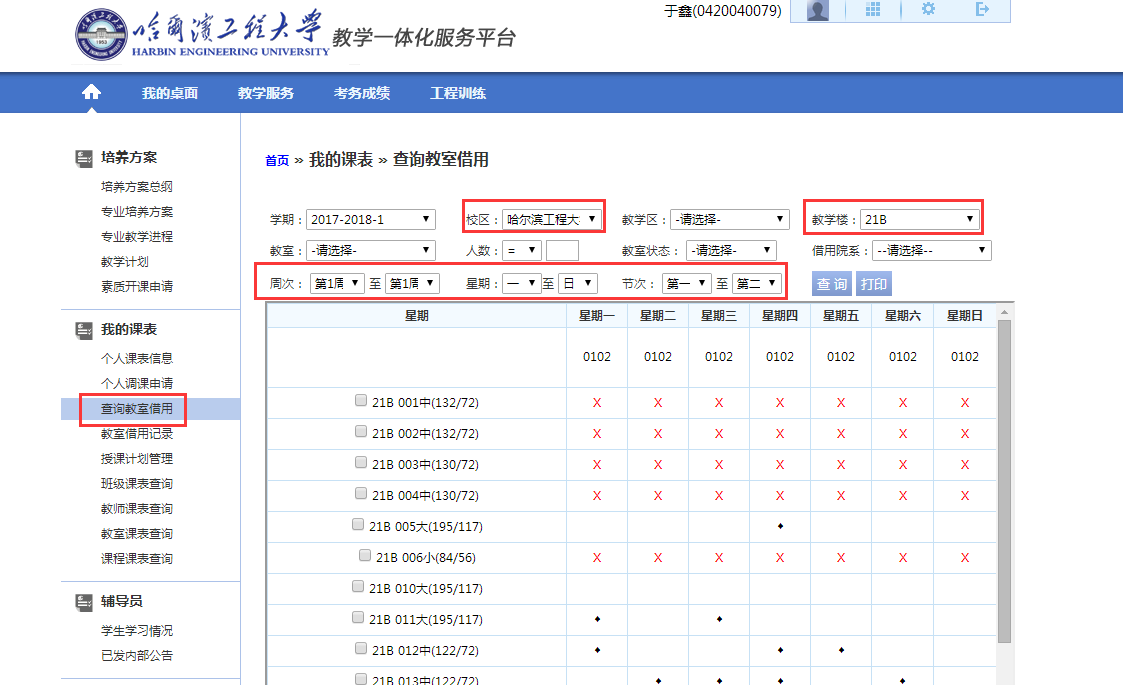 于鑫(0420040079)
哈尔滨工程大学
HARBIN ENGINEERING UNIVERSITY
教学一体化服务平台
我的桌面 教学服务 考务成绩 工程训练
培养方案
培养方案总纲
专业培养方案
专业教学进程
教学计划
素质开课申请
我的课表
个人课表信息
个人调课申请
查询教室借用
教室借用记录
授课计划管理
班级课表查询
教师课表查询
教室课表查询
课程课表查询
辅导员
学生学习情况
已发内部公告
首页 » 我的课表 » 查询教室借用
学期： 2017-2018-1 校区： 哈尔滨工程大 教学区： -请选择- 教学楼： 21B
教室： -请选择- 人数： = 教室状态： -请选择- 借用院系： --请选择--
周次： 第1周 至 第1周 星期： 一 至 日 节次： 第一 至 第二 查 询 打印
星期 星期一 星期二 星期三 星期四 星期五 星期六 星期日
0102 0102 0102 0102 0102 0102 0102
21B 001中(132/72) X X X X X X X
21B 002中(132/72) X X X X X X X
21B 003中(130/72) X X X X X X X
21B 004中(130/72) X X X X X X X
21B 005大(195/117) ♦
21B 006小(84/56) X X X X X X X
21B 010大(195/117)
21B 011大(195/117) ♦ ♦
21B 012中(122/72) ♦ ♦ ♦
21B 013中(122/72) ♦ ♦ ♦ ♦